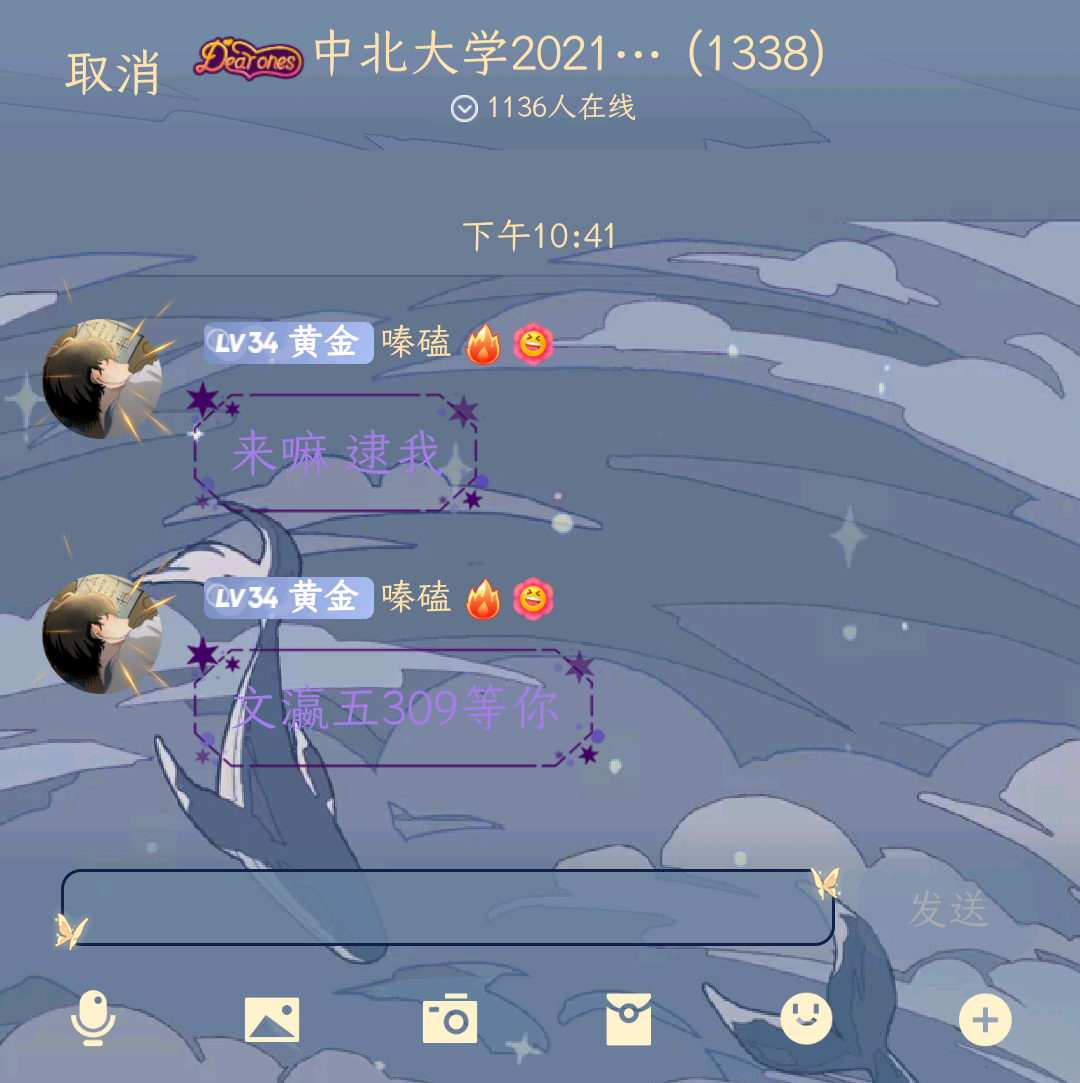 取消
Dear ones
中北大学2021… (1338)
1136人在线
下午10:41
LV34 黄金 嗪磕
来嘛 逮我
LV34 黄金 嗪磕
文瀛五309等你
发送